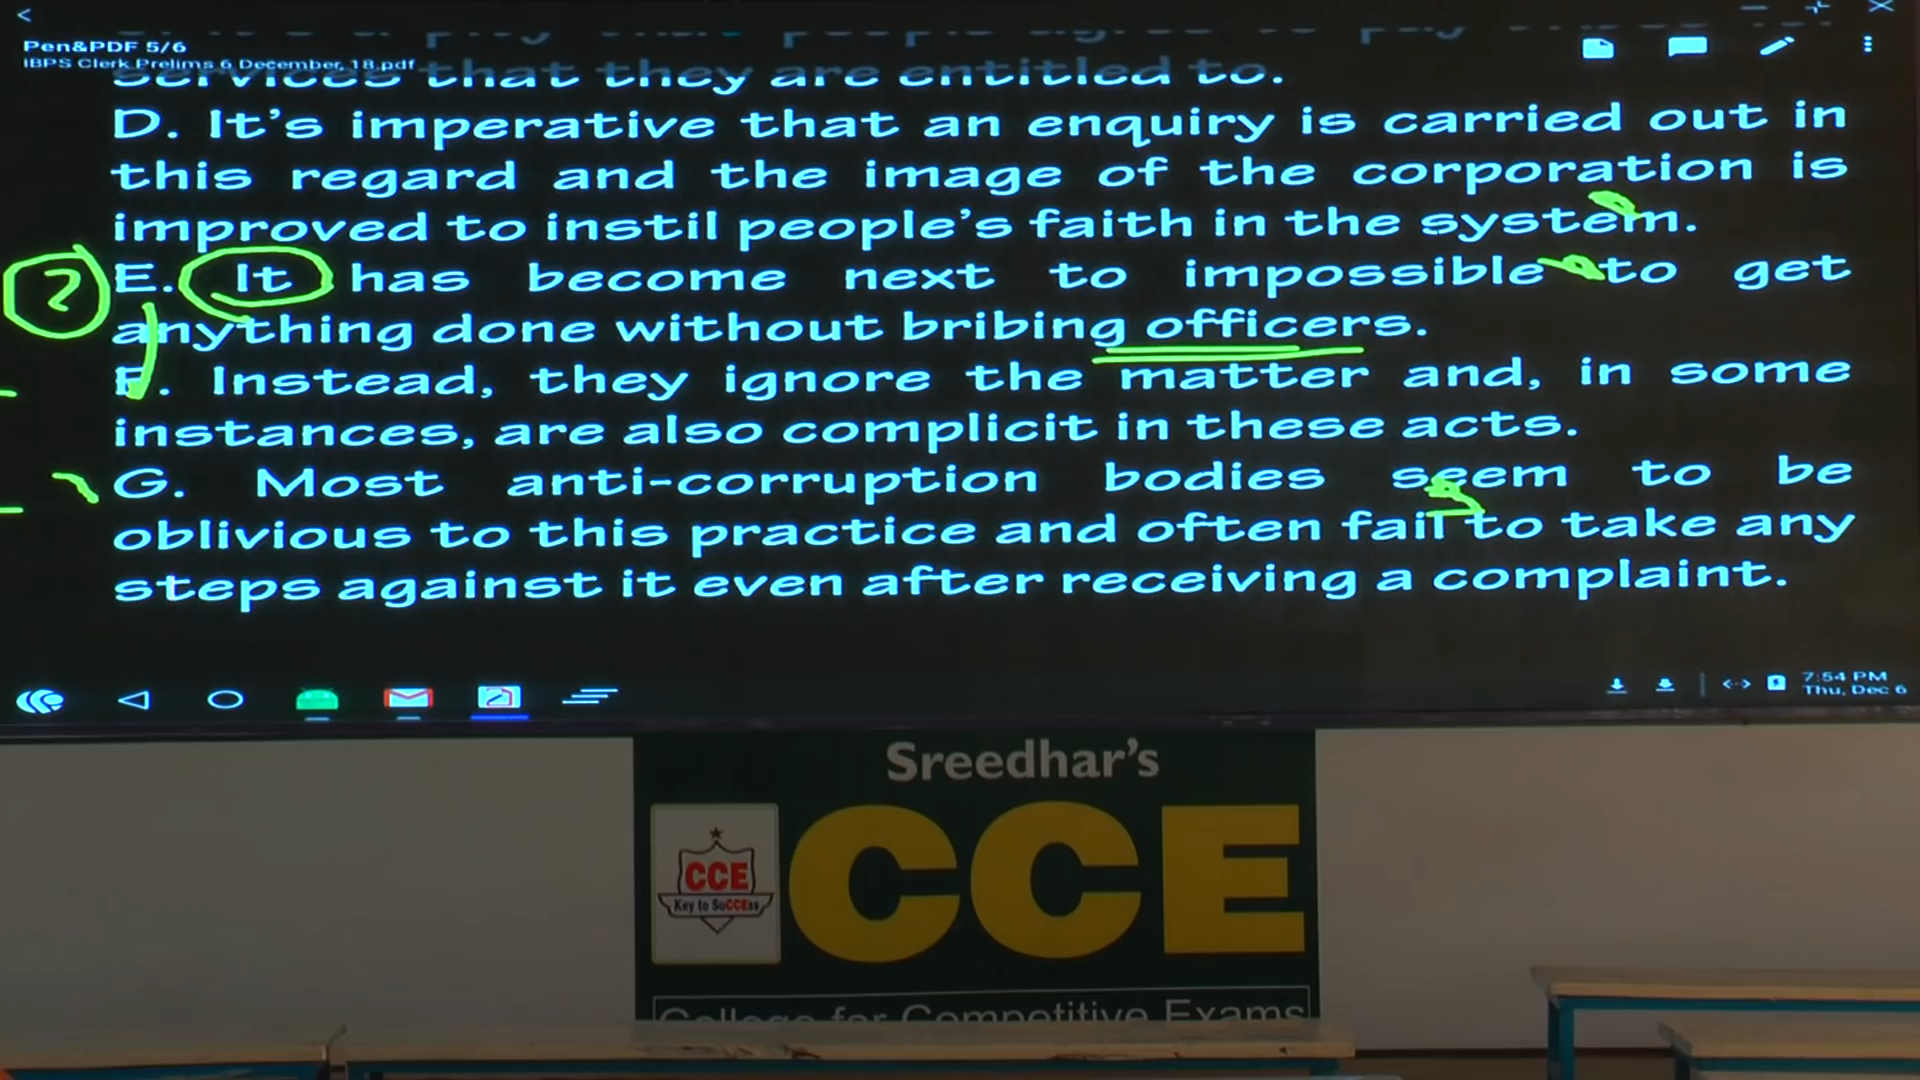 Pen&PDF 5/6
IBPS Clerk Prelims 6 December, 18.pdf
services that they are entitled to.
D. It's imperative that an enquiry is carried out in
this regard and the image of the corporation is
improved to instil people's faith in the system.
2
E. It has become next to impossible to get
anything done without bribing officers.
F. Instead, they ignore the matter and, in some
instances, are also complicit in these acts.
G. Most anti-corruption bodies seem to be
oblivious to this practice and often fail to take any
steps against it even after receiving a complaint.
7:54 PM
Thu, Dec 6
Sreedhar's
CCE
CCE
Key to SuCCEss
College for Competitive Exams